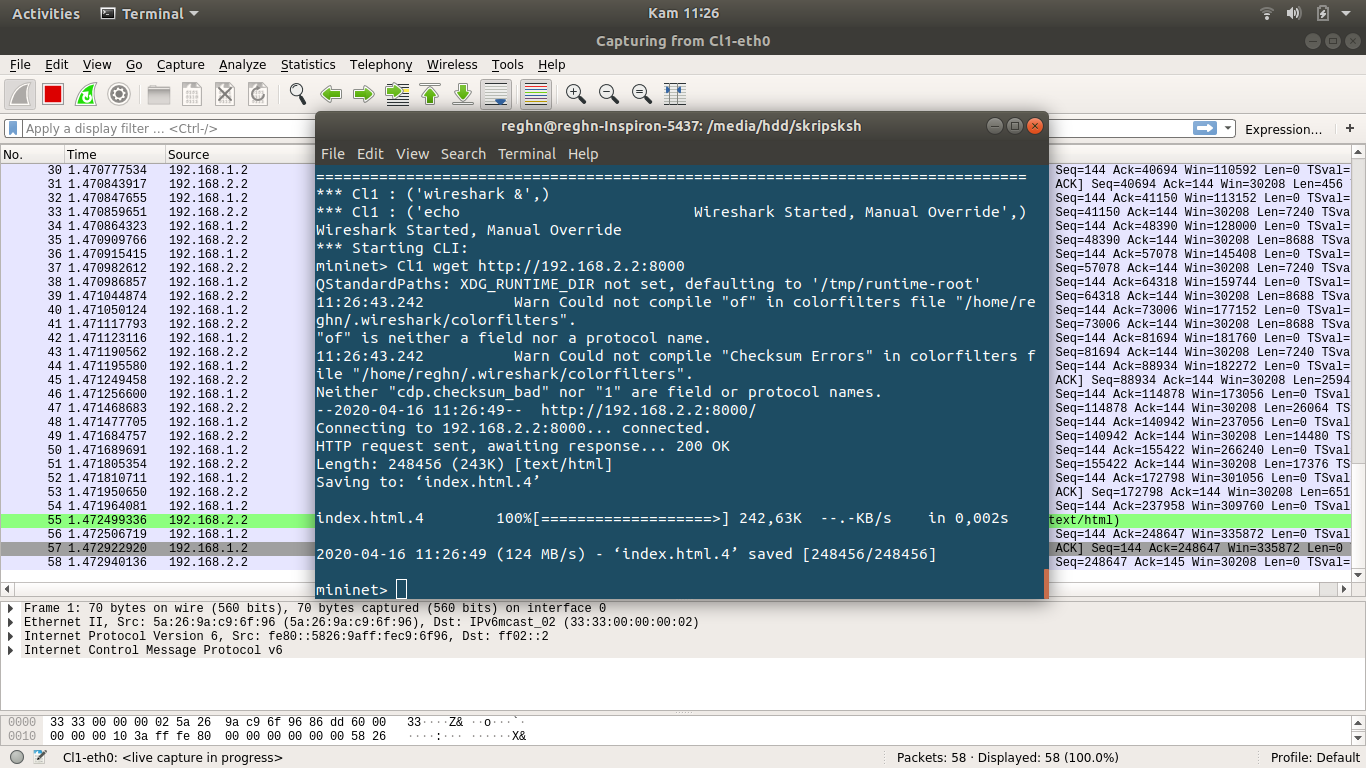 Activities Terminal Kam 11:26
Capturing from Cl1-eth0
File Edit View Go Capture Analyze Statistics Telephony Wireless Tools Help
Apply a display filter ... <Ctrl-/> Expression... +
No. Time Source
30 1.470777534 192.168.1.2 Seq=144 Ack=40694 Win=110592 Len=0 TSval=
31 1.470843917 192.168.2.2 ACK] Seq=40694 Ack=144 Win=30208 Len=456
32 1.470847655 192.168.1.2 Seq=144 Ack=41150 Win=113152 Len=0 TSval=
33 1.470859651 192.168.2.2 Seq=41150 Ack=144 Win=30208 Len=7240 TSva
34 1.470864323 192.168.1.2 Seq=144 Ack=48390 Win=128000 Len=0 TSval=
35 1.470909766 192.168.2.2 Seq=48390 Ack=144 Win=30208 Len=8688 TSva
36 1.470915415 192.168.1.2 Seq=144 Ack=57078 Win=145408 Len=0 TSval=
37 1.470982612 192.168.2.2 Seq=57078 Ack=144 Win=30208 Len=7240 TSva
38 1.470986857 192.168.1.2 Seq=144 Ack=64318 Win=159744 Len=0 TSval=
39 1.471044874 192.168.2.2 Seq=64318 Ack=144 Win=30208 Len=8688 TSva
40 1.471050124 192.168.1.2 Seq=144 Ack=73006 Win=177152 Len=0 TSval=
41 1.471117793 192.168.2.2 Seq=73006 Ack=144 Win=30208 Len=8688 TSva
42 1.471123116 192.168.1.2 Seq=144 Ack=81694 Win=181760 Len=0 TSval=
43 1.471190562 192.168.2.2 Seq=81694 Ack=144 Win=30208 Len=7240 TSva
44 1.471195580 192.168.1.2 Seq=144 Ack=88934 Win=182272 Len=0 TSval=
45 1.471249458 192.168.2.2 ACK] Seq=88934 Ack=144 Win=30208 Len=2594
46 1.471256600 192.168.1.2 Seq=144 Ack=114878 Win=173056 Len=0 TSval
47 1.471468683 192.168.2.2 Seq=114878 Ack=144 Win=30208 Len=26064 TS
48 1.471477705 192.168.1.2 Seq=144 Ack=140942 Win=237056 Len=0 TSval
49 1.471684757 192.168.2.2 Seq=140942 Ack=144 Win=30208 Len=14480 TS
50 1.471689691 192.168.1.2 Seq=144 Ack=155422 Win=266240 Len=0 TSval
51 1.471805354 192.168.2.2 Seq=155422 Ack=144 Win=30208 Len=17376 TS
52 1.471810711 192.168.1.2 Seq=144 Ack=172798 Win=301056 Len=0 TSval
53 1.471950650 192.168.2.2 ACK] Seq=172798 Ack=144 Win=30208 Len=651
54 1.471964081 192.168.1.2 Seq=144 Ack=237958 Win=309760 Len=0 TSval
55 1.472499336 192.168.2.2 text/html)
56 1.472506719 192.168.1.2 Seq=144 Ack=248647 Win=335872 Len=0 TSval
57 1.472922920 192.168.1.2 ACK] Seq=144 Ack=248647 Win=335872 Len=0
58 1.472940136 192.168.2.2 Seq=248647 Ack=145 Win=30208 Len=0 TSval=
reghn@reghn-Inspiron-5437: /media/hdd/skripsksh
File Edit View Search Terminal Help
===============================================================================
*** Cl1 : ('wireshark &',)
*** Cl1 : ('echo                          Wireshark Started, Manual Override',)
Wireshark Started, Manual Override
*** Starting CLI:
mininet> Cl1 wget http://192.168.2.2:8000
QStandardPaths: XDG_RUNTIME_DIR not set, defaulting to '/tmp/runtime-root'
11:26:43.242          Warn Could not compile "of" in colorfilters file "/home/re
ghn/.wireshark/colorfilters".
"of" is neither a field nor a protocol name.
11:26:43.242          Warn Could not compile "Checksum Errors" in colorfilters f
ile "/home/reghn/.wireshark/colorfilters".
Neither "cdp.checksum_bad" nor "1" are field or protocol names.
--2020-04-16 11:26:49--  http://192.168.2.2:8000/
Connecting to 192.168.2.2:8000... connected.
HTTP request sent, awaiting response... 200 OK
Length: 248456 (243K) [text/html]
Saving to: ‘index.html.4’
index.html.4        100%[===================>] 242,63K  --.-KB/s    in 0,002s
2020-04-16 11:26:49 (124 MB/s) - ‘index.html.4’ saved [248456/248456]
mininet>
Frame 1: 70 bytes on wire (560 bits), 70 bytes captured (560 bits) on interface 0
Ethernet II, Src: 5a:26:9a:c9:6f:96 (5a:26:9a:c9:6f:96), Dst: IPv6mcast_02 (33:33:00:00:00:02)
Internet Protocol Version 6, Src: fe80::5826:9aff:fec9:6f96, Dst: ff02::2
Internet Control Message Protocol v6
0000 33 33 00 00 00 02 5a 26 9a c9 6f 96 86 dd 60 00 33····Z& ··o···`·
0010 00 00 00 10 3a ff fe 80 00 00 00 00 00 00 58 26 ····:··· ······X&
Cl1-eth0: <live capture in progress> Packets: 58 · Displayed: 58 (100.0%) Profile: Default